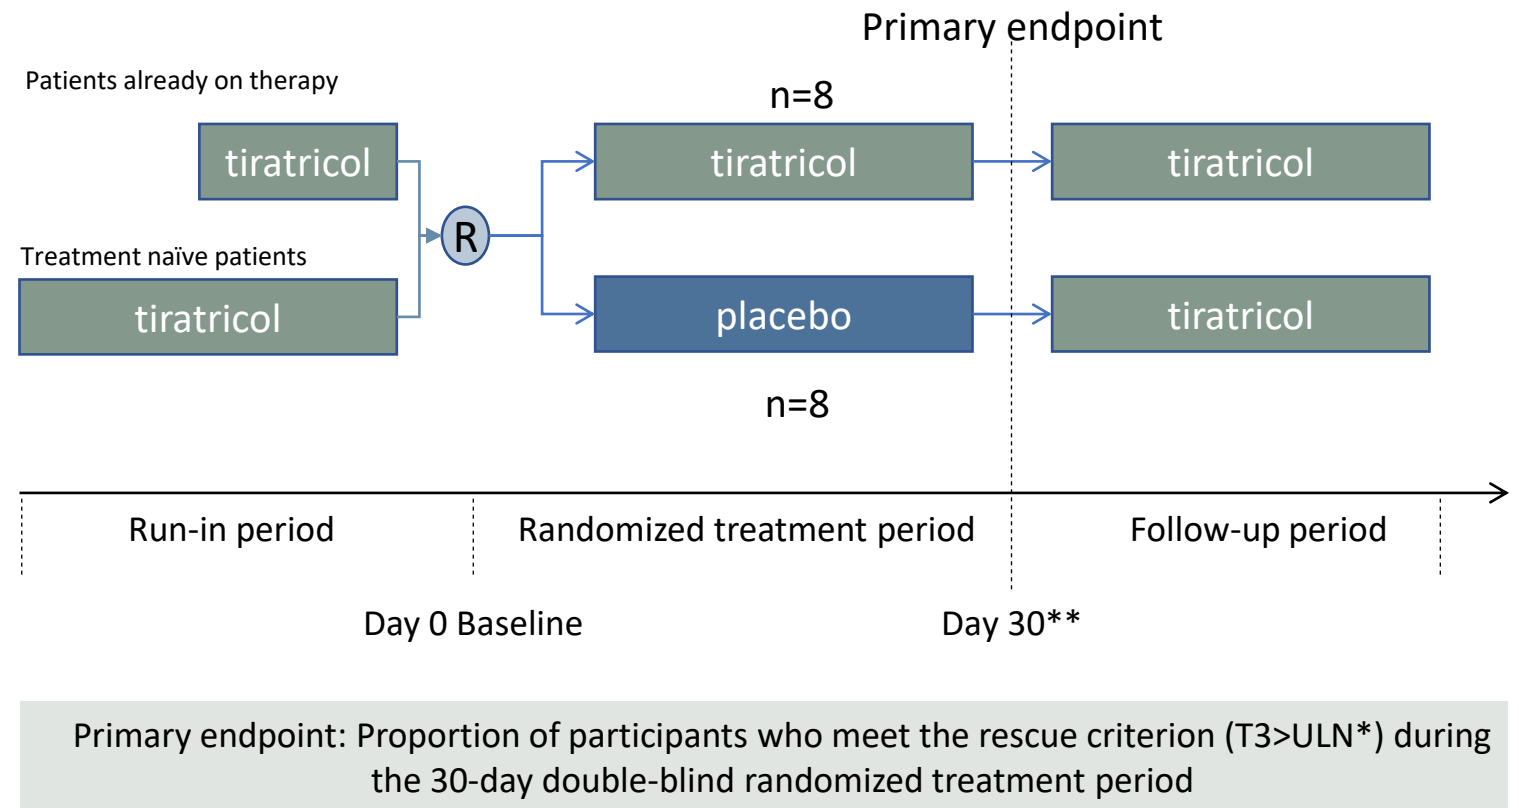 Primary endpoint
Patients already on therapy
n=8
tiratricol
tiratricol
tiratricol
R
Treatment naïve patients
tiratricol
placebo
tiratricol
n=8
Run-in period
Randomized treatment period
Follow-up period
Day 0 Baseline
Day 30**
Primary endpoint: Proportion of participants who meet the rescue criterion (T3>ULN*) during
the 30-day double-blind randomized treatment period